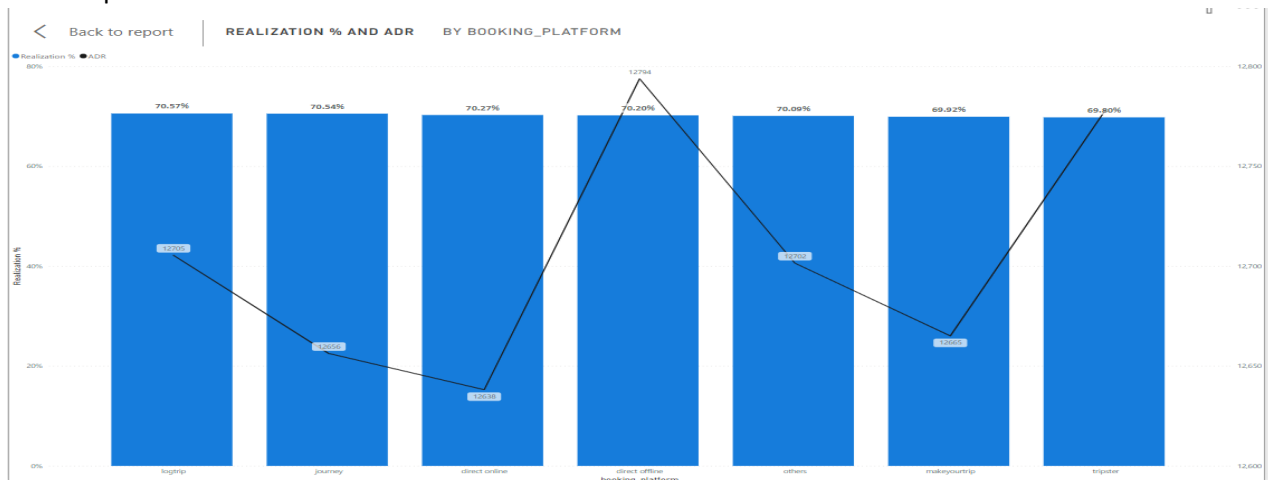 Back to report REALIZATION % AND ADR BY BOOKING_PLATFORM
Realization % ADR
80% 12794 12,800
70.57% 70.54% 70.27% 70.20% 70.09% 69.92% 69.80%
60% 12,750
12705 12702
Realization %
40% 12,700
12656 12665
20% 12,650
12638
0% 12,600
logtrip journey direct online direct offline others makeyourtrip tripster
booking_platform